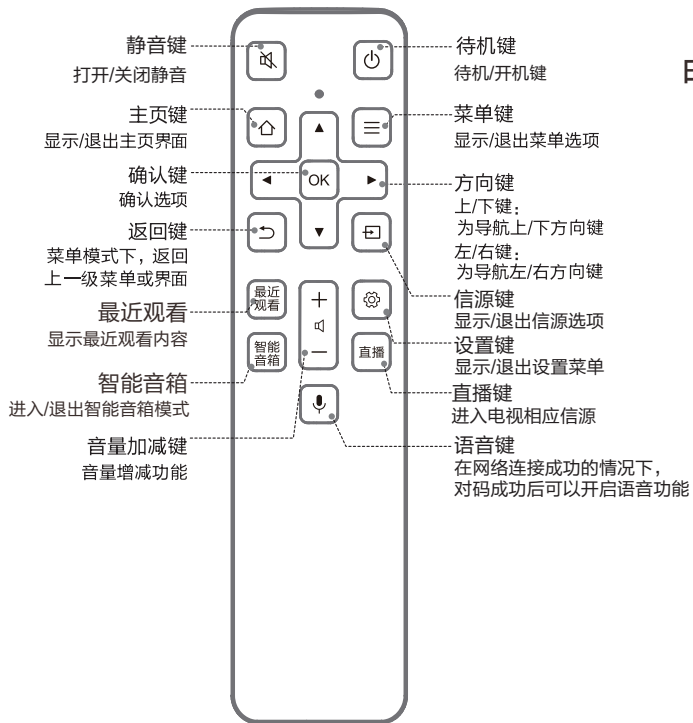 静音键
打开/关闭静音
主页键
显示/退出主页界面
确认键
确认选项
返回键
菜单模式下，返回
上一级菜单或界面
最近观看
显示最近观看内容
智能音箱
进入/退出智能音箱模式
音量加减键
音量增减功能
OK
最近
观看
智能
音箱
直播
待机键
待机/开机键
菜单键
显示/退出菜单选项
方向键
上/下键：
为导航上/下方向键
左/右键：
为导航左/右方向键
信源键
显示/退出信源选项
设置键
显示/退出设置菜单
直播键
进入电视相应信源
语音键
在网络连接成功的情况下，
对码成功后可以开启语音功能